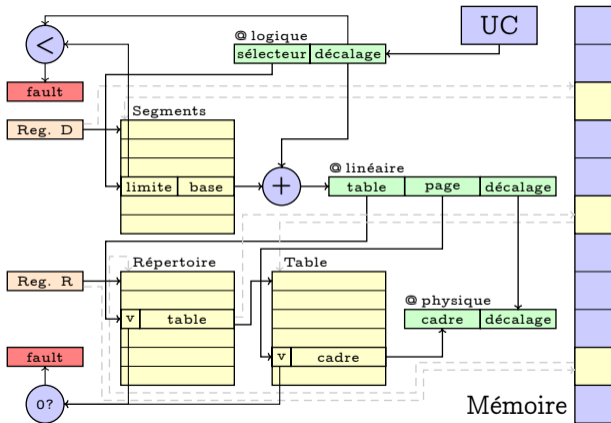 UC
@ logique
sélecteur décalage
<
fault
Reg. D
Segments
limite base
+
@ linéaire
table page décalage
Répertoire
Table
Reg. R
v table
@ physique
cadre décalage
fault
v cadre
0?
Mémoire